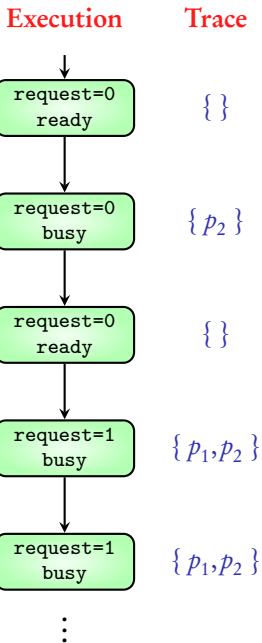 Execution Trace
request=0
ready
{ }
request=0
busy
{ p₂ }
request=0
ready
{ }
request=1
busy
{ p₁, p₂ }
request=1
busy
{ p₁, p₂ }
⋮